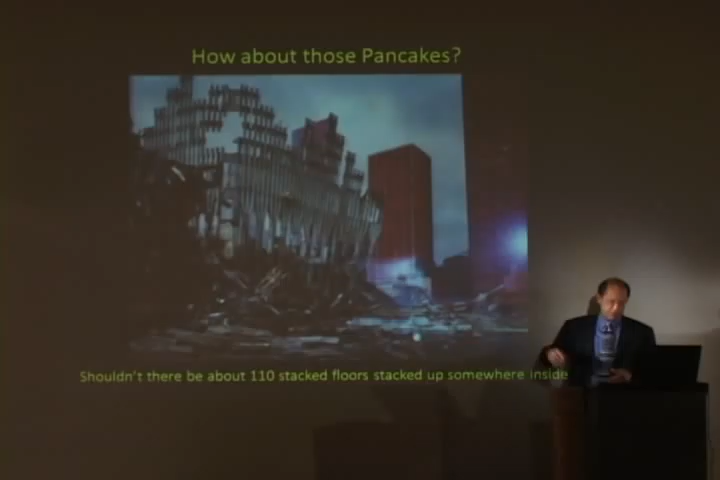 How about those Pancakes?
Shouldn't there be about 110 stacked floors stacked up somewhere inside